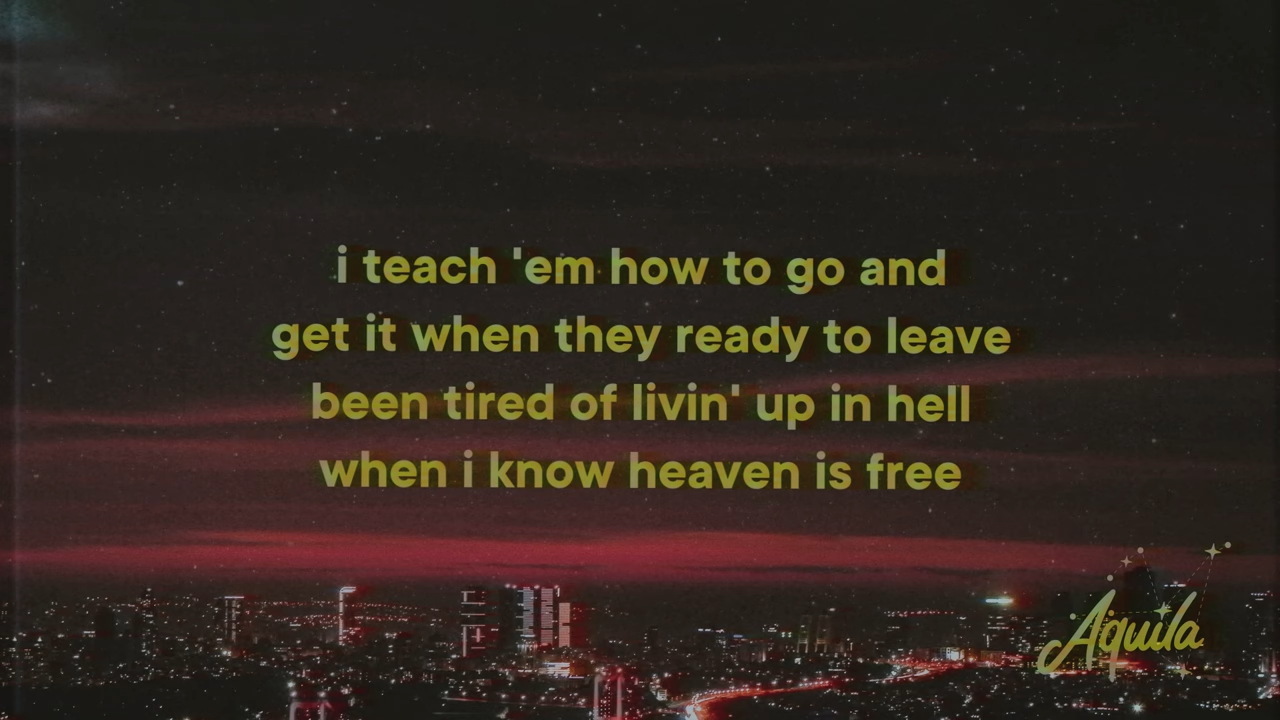 i teach 'em how to go and
get it when they ready to leave
been tired of livin' up in hell
when i know heaven is free
Aquila